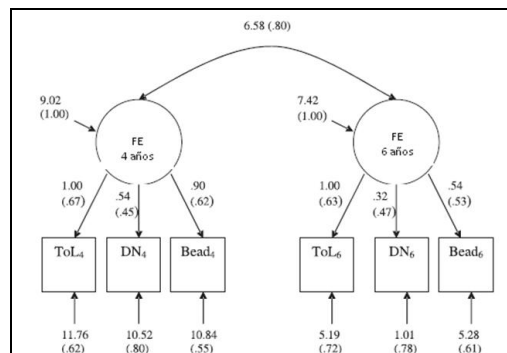 6.58 (.80)
9.02
(1.00)
7.42
(1.00)
FE
4 años
FE
6 años
1.00
(.67)
.54
(.45)
.90
(.62)
1.00
(.63)
.32
(.47)
.54
(.53)
ToL4
DN4
Bead4
ToL6
DN6
Bead6
11.76
(.62)
10.52
(.80)
10.84
(.55)
5.19
(.72)
1.01
(.78)
5.28
(.61)